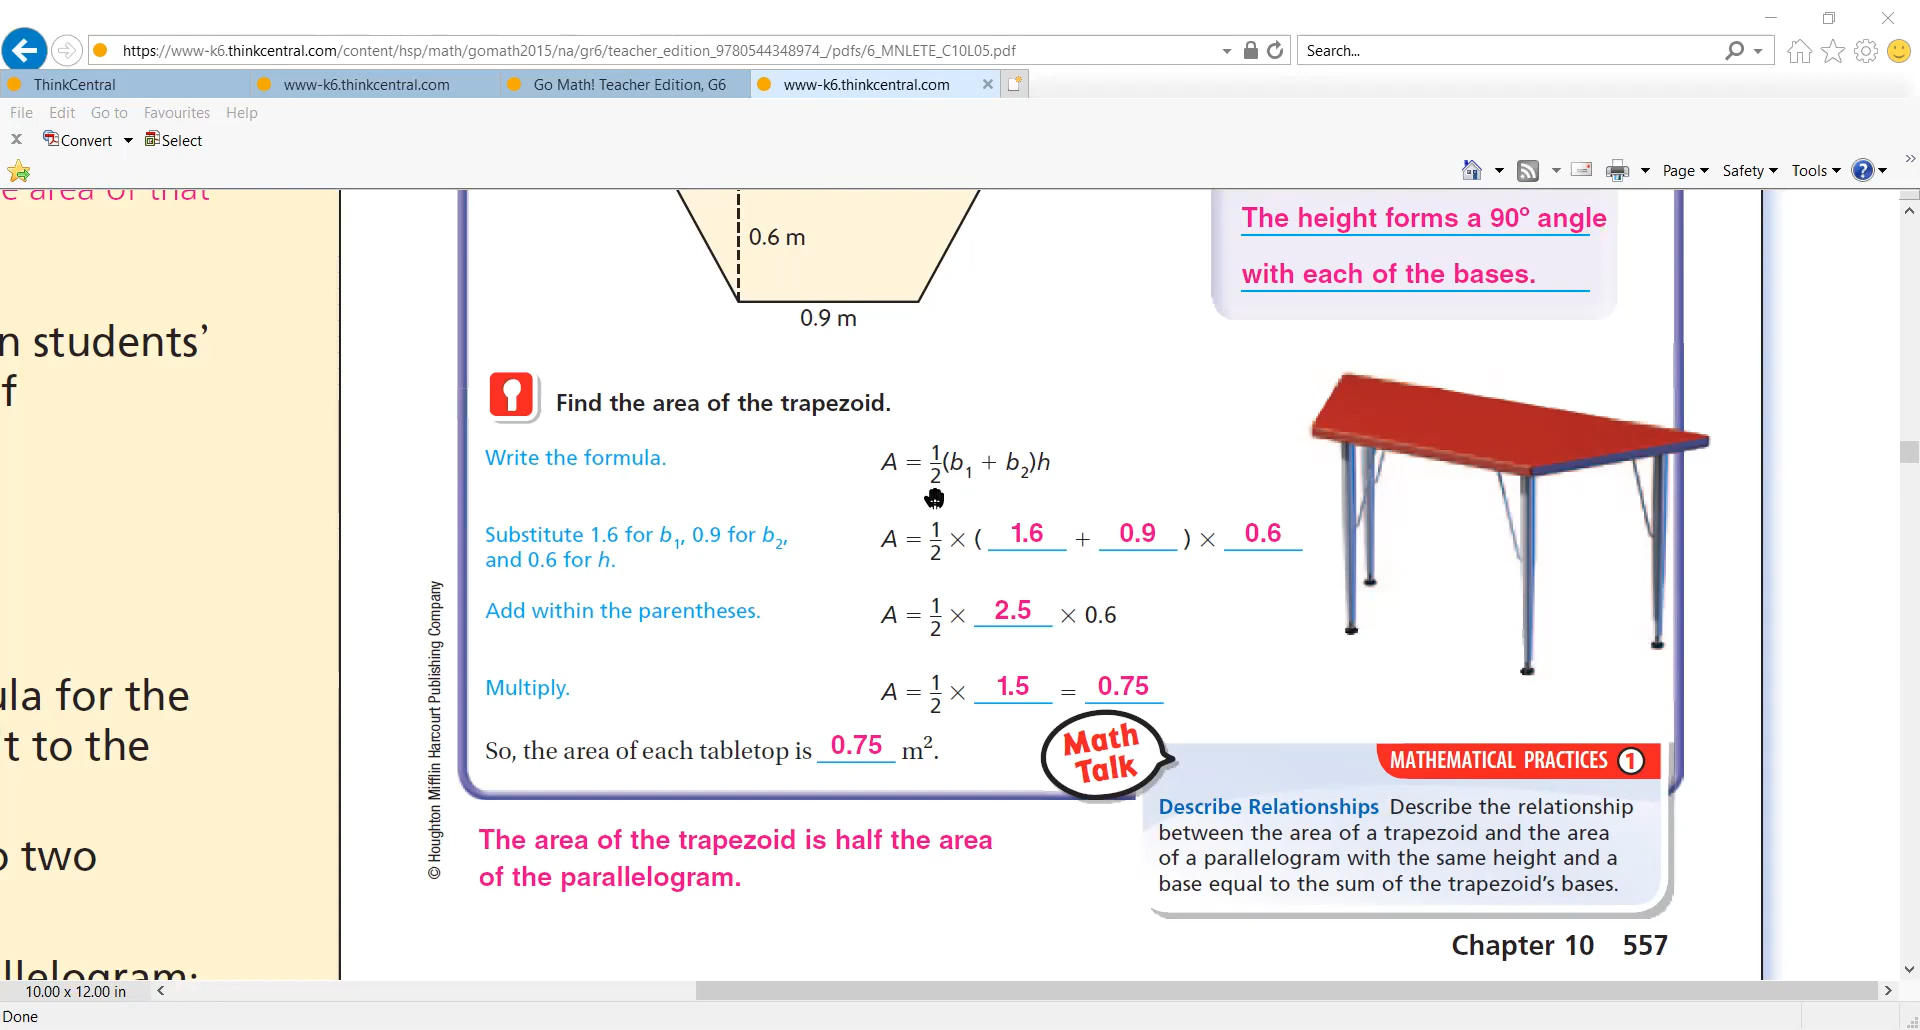 https://www-k6.thinkcentral.com/content/hsp/math/gomath2015/na/gr6/teacher_edition_9780544348974_/pdfs/6_MNLETE_C10L05.pdf
Search...
ThinkCentral
www-k6.thinkcentral.com
Go Math! Teacher Edition, G6
www-k6.thinkcentral.com
File Edit Go to Favourites Help
x Convert Select
Page Safety Tools
e area of that
n students’
f
ula for the
t to the
o two
llelogram:
0.6 m
0.9 m
The height forms a 90º angle
with each of the bases.
Find the area of the trapezoid.
Write the formula. A = 1/2(b₁ + b₂)h
Substitute 1.6 for b₁, 0.9 for b₂, A = 1/2 × ( 1.6 + 0.9 ) × 0.6
and 0.6 for h.
Add within the parentheses. A = 1/2 × 2.5 × 0.6
Multiply. A = 1/2 × 1.5 = 0.75
So, the area of each tabletop is 0.75 m².
© Houghton Mifflin Harcourt Publishing Company
Math
Talk
MATHEMATICAL PRACTICES 1
Describe Relationships Describe the relationship
between the area of a trapezoid and the area
of a parallelogram with the same height and a
base equal to the sum of the trapezoid’s bases.
The area of the trapezoid is half the area
of the parallelogram.
Chapter 10 557
10.00 x 12.00 in
Done